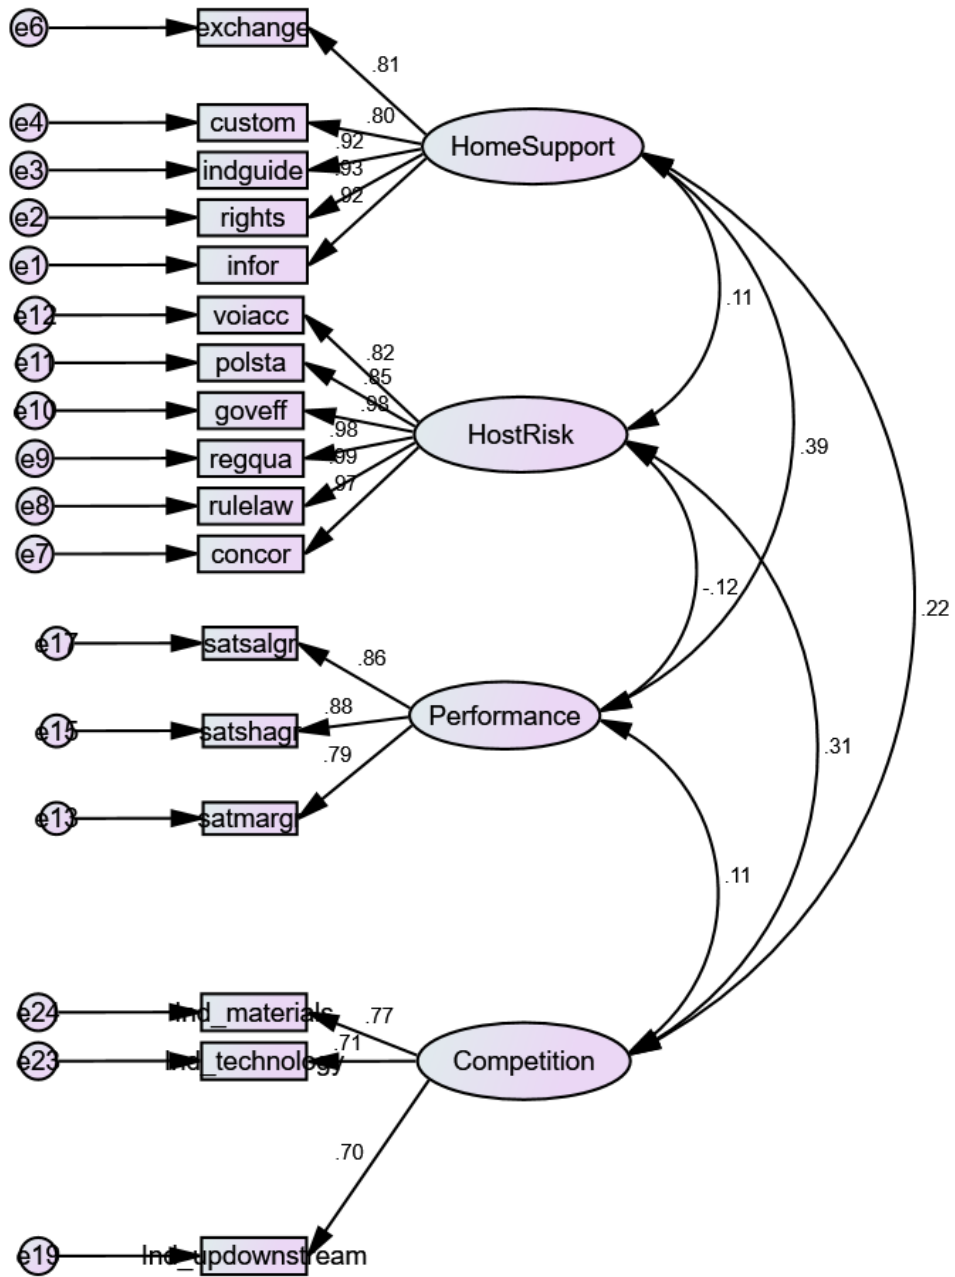 e6 exchange
.81
e4 custom
.80
HomeSupport
.92
e3 indguide
.93
e2 rights
.92
e1 infor
.11
e12 voiacc
.82
e11 polsta
.85
e10 goveff
.98
HostRisk
.98
e9 regqua
.99
.39
e8 rulelaw
.97
e7 concor
-.12
.22
e17 satsalgr
.86
.88
Performance
e15 satshagr
.31
.79
e13 satmargi
.11
e24 Ind_materials
.77
.71
e23 Ind_technology
Competition
.70
e19 Ind_updownstream